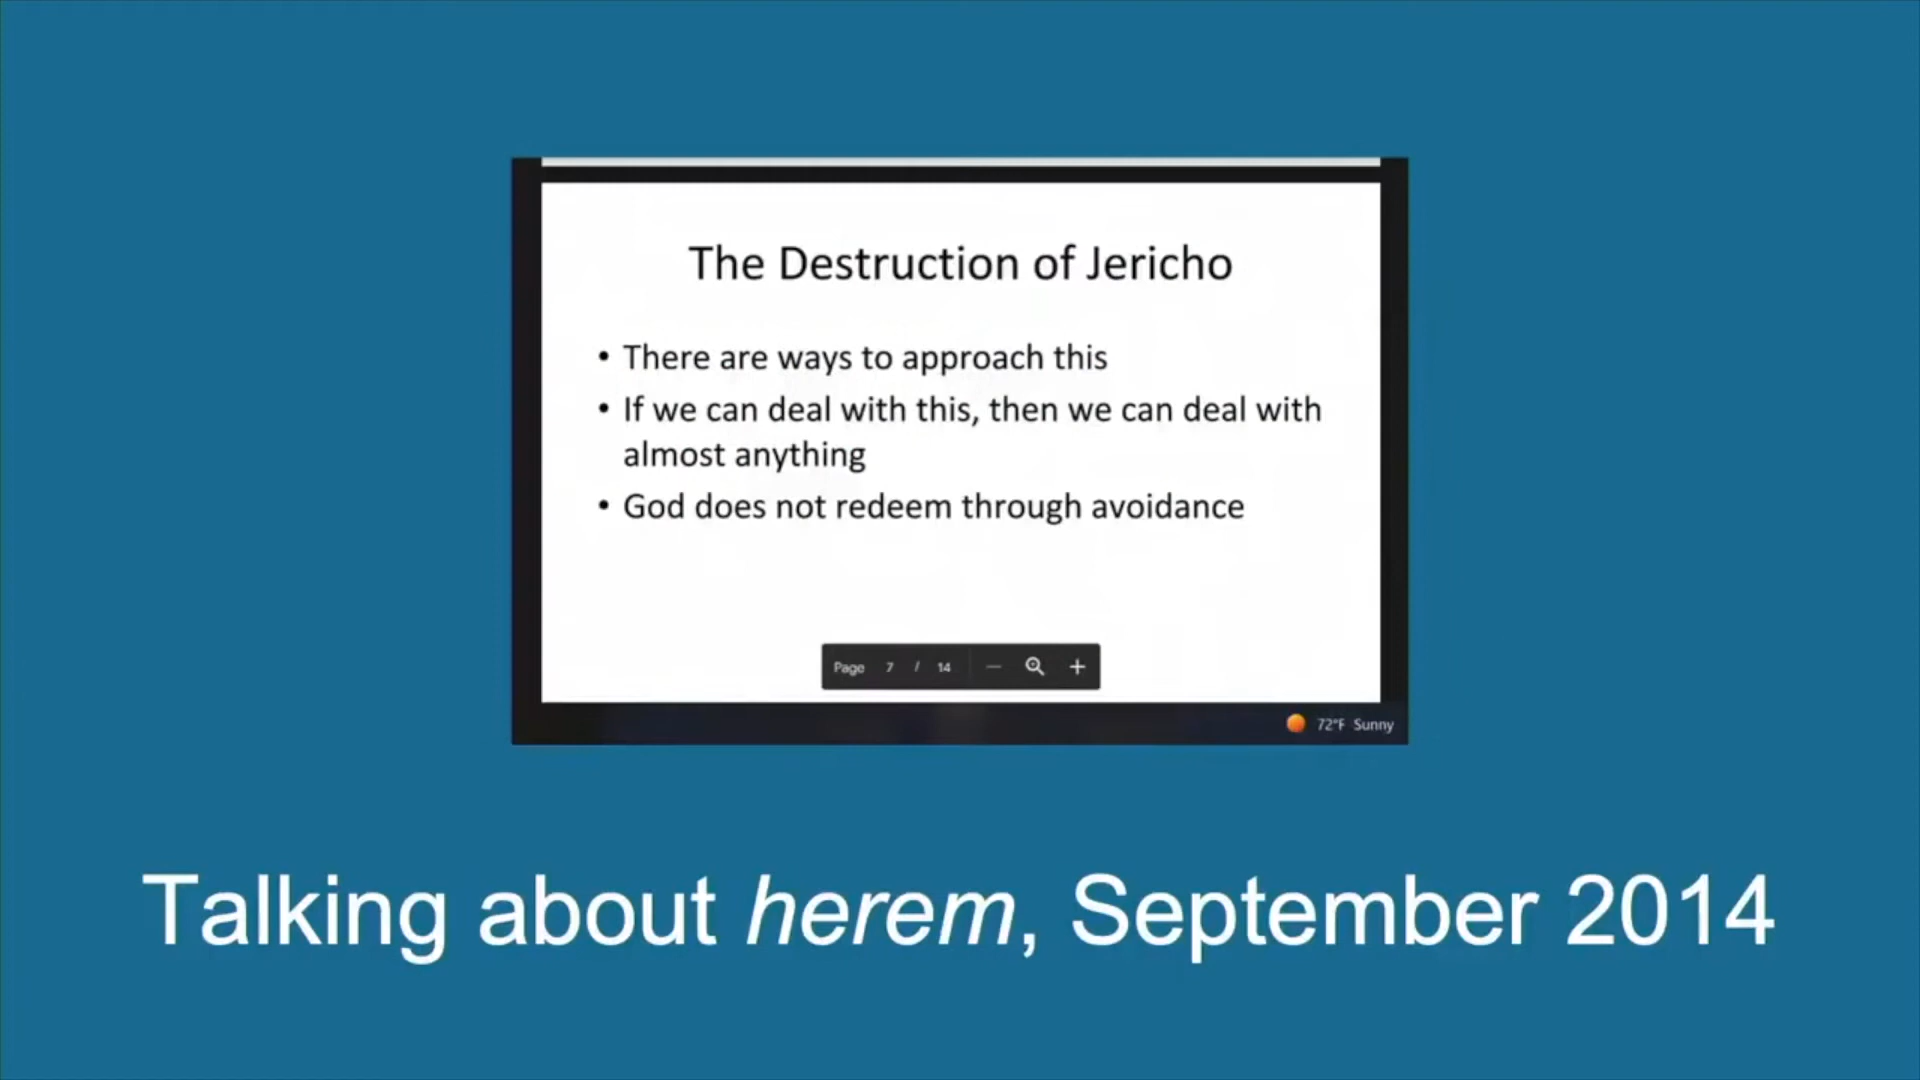 The Destruction of Jericho
• There are ways to approach this
• If we can deal with this, then we can deal with
almost anything
• God does not redeem through avoidance
Page 7 / 14 — +
72°F Sunny
Talking about herem, September 2014